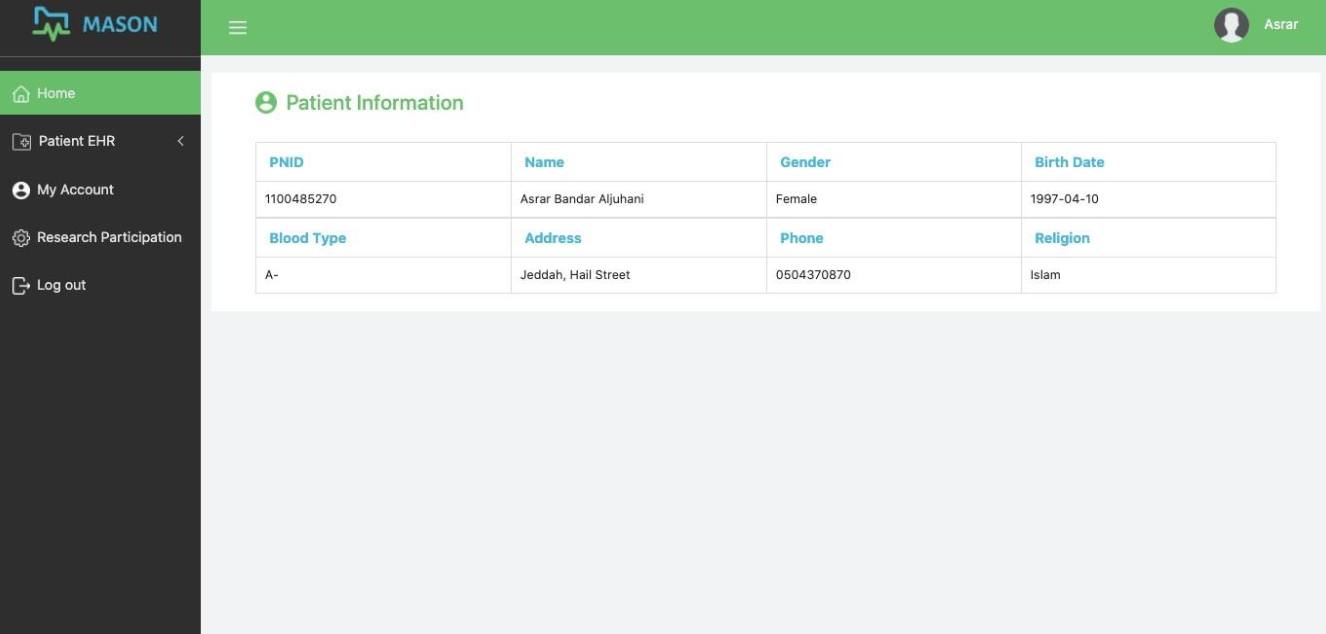 MASON
Asrar
Home
Patient EHR
My Account
Research Participation
Log out
Patient Information
PNID Name Gender Birth Date
1100485270 Asrar Bandar Aljuhani Female 1997-04-10
Blood Type Address Phone Religion
A- Jeddah, Hail Street 0504370870 Islam